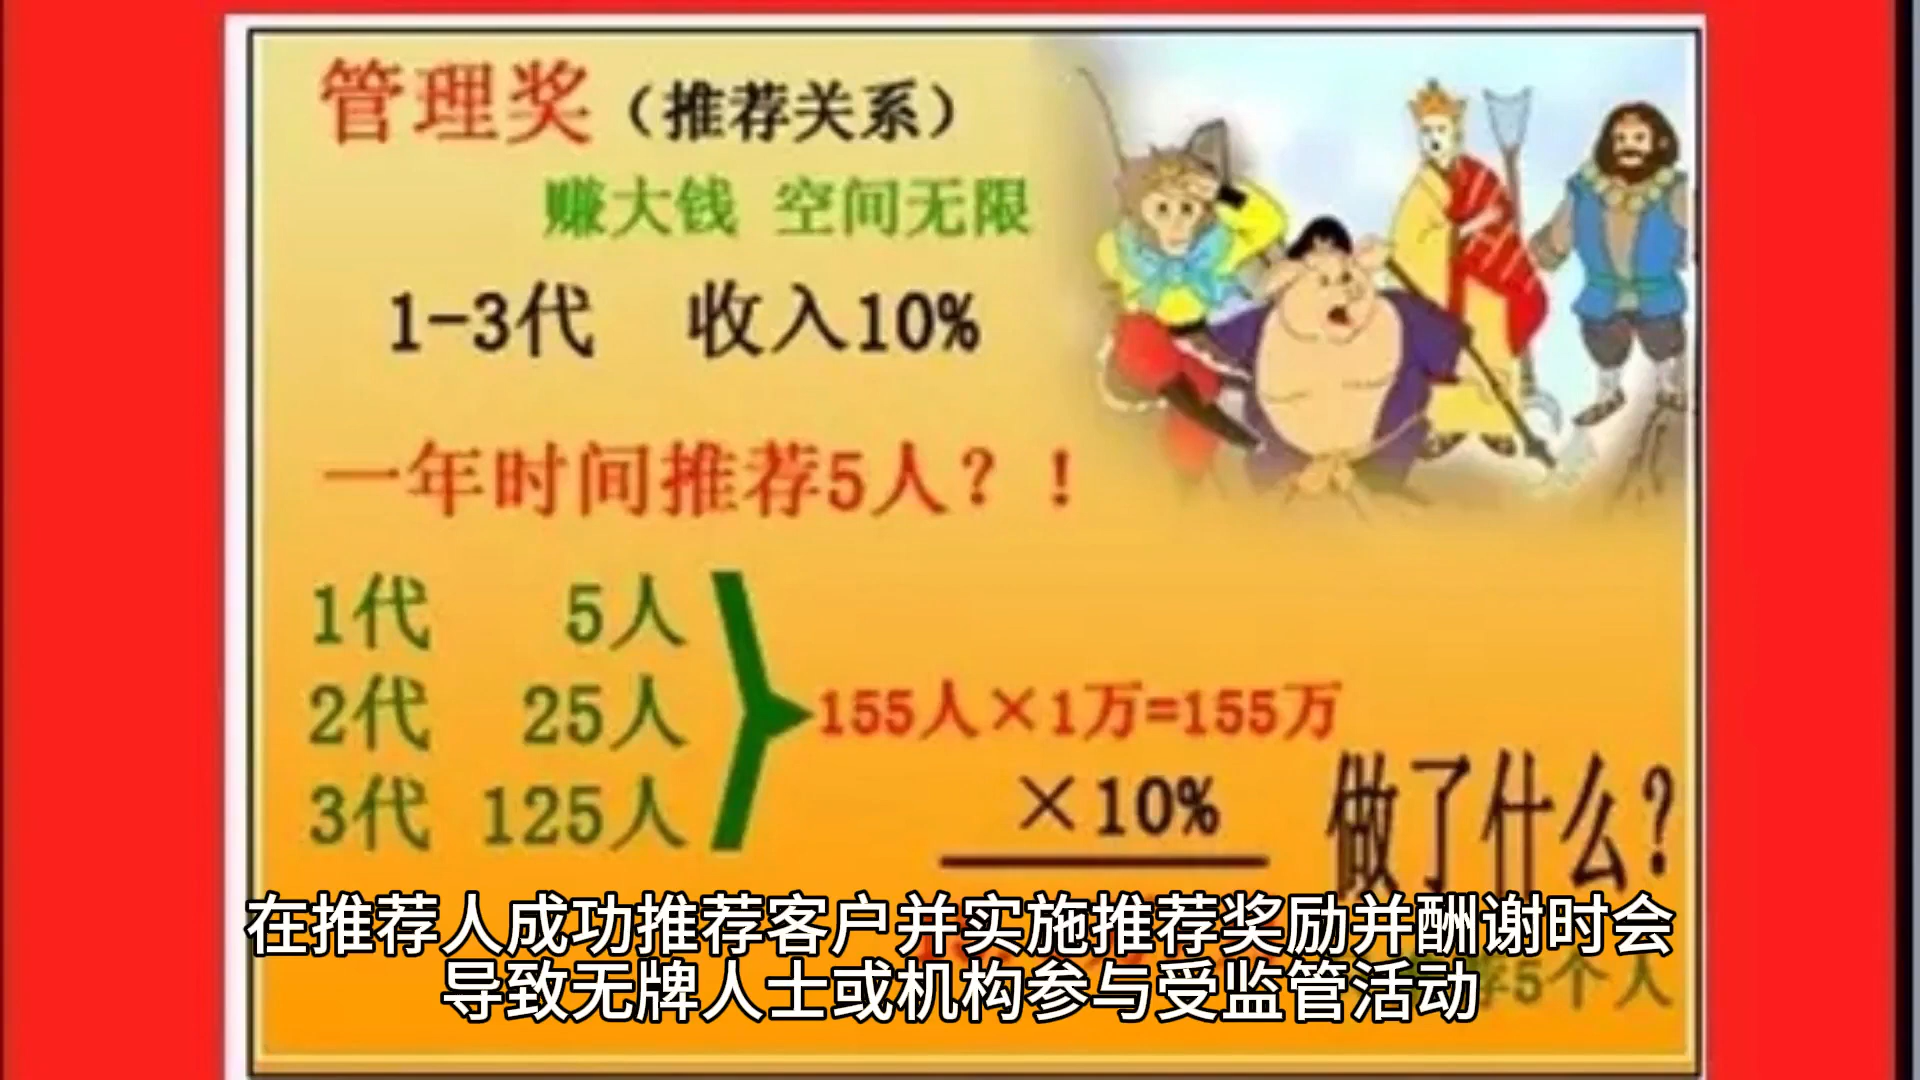 管理奖（推荐关系）
赚大钱 空间无限
1-3代 收入10%
一年时间推荐5人？！
1代 5人
2代 25人
3代 125人
155人×1万=155万
×10%
做了什么？
荐5个人
在推荐人成功推荐客户并实施推荐奖励并酬谢时会
导致无牌人士或机构参与受监管活动